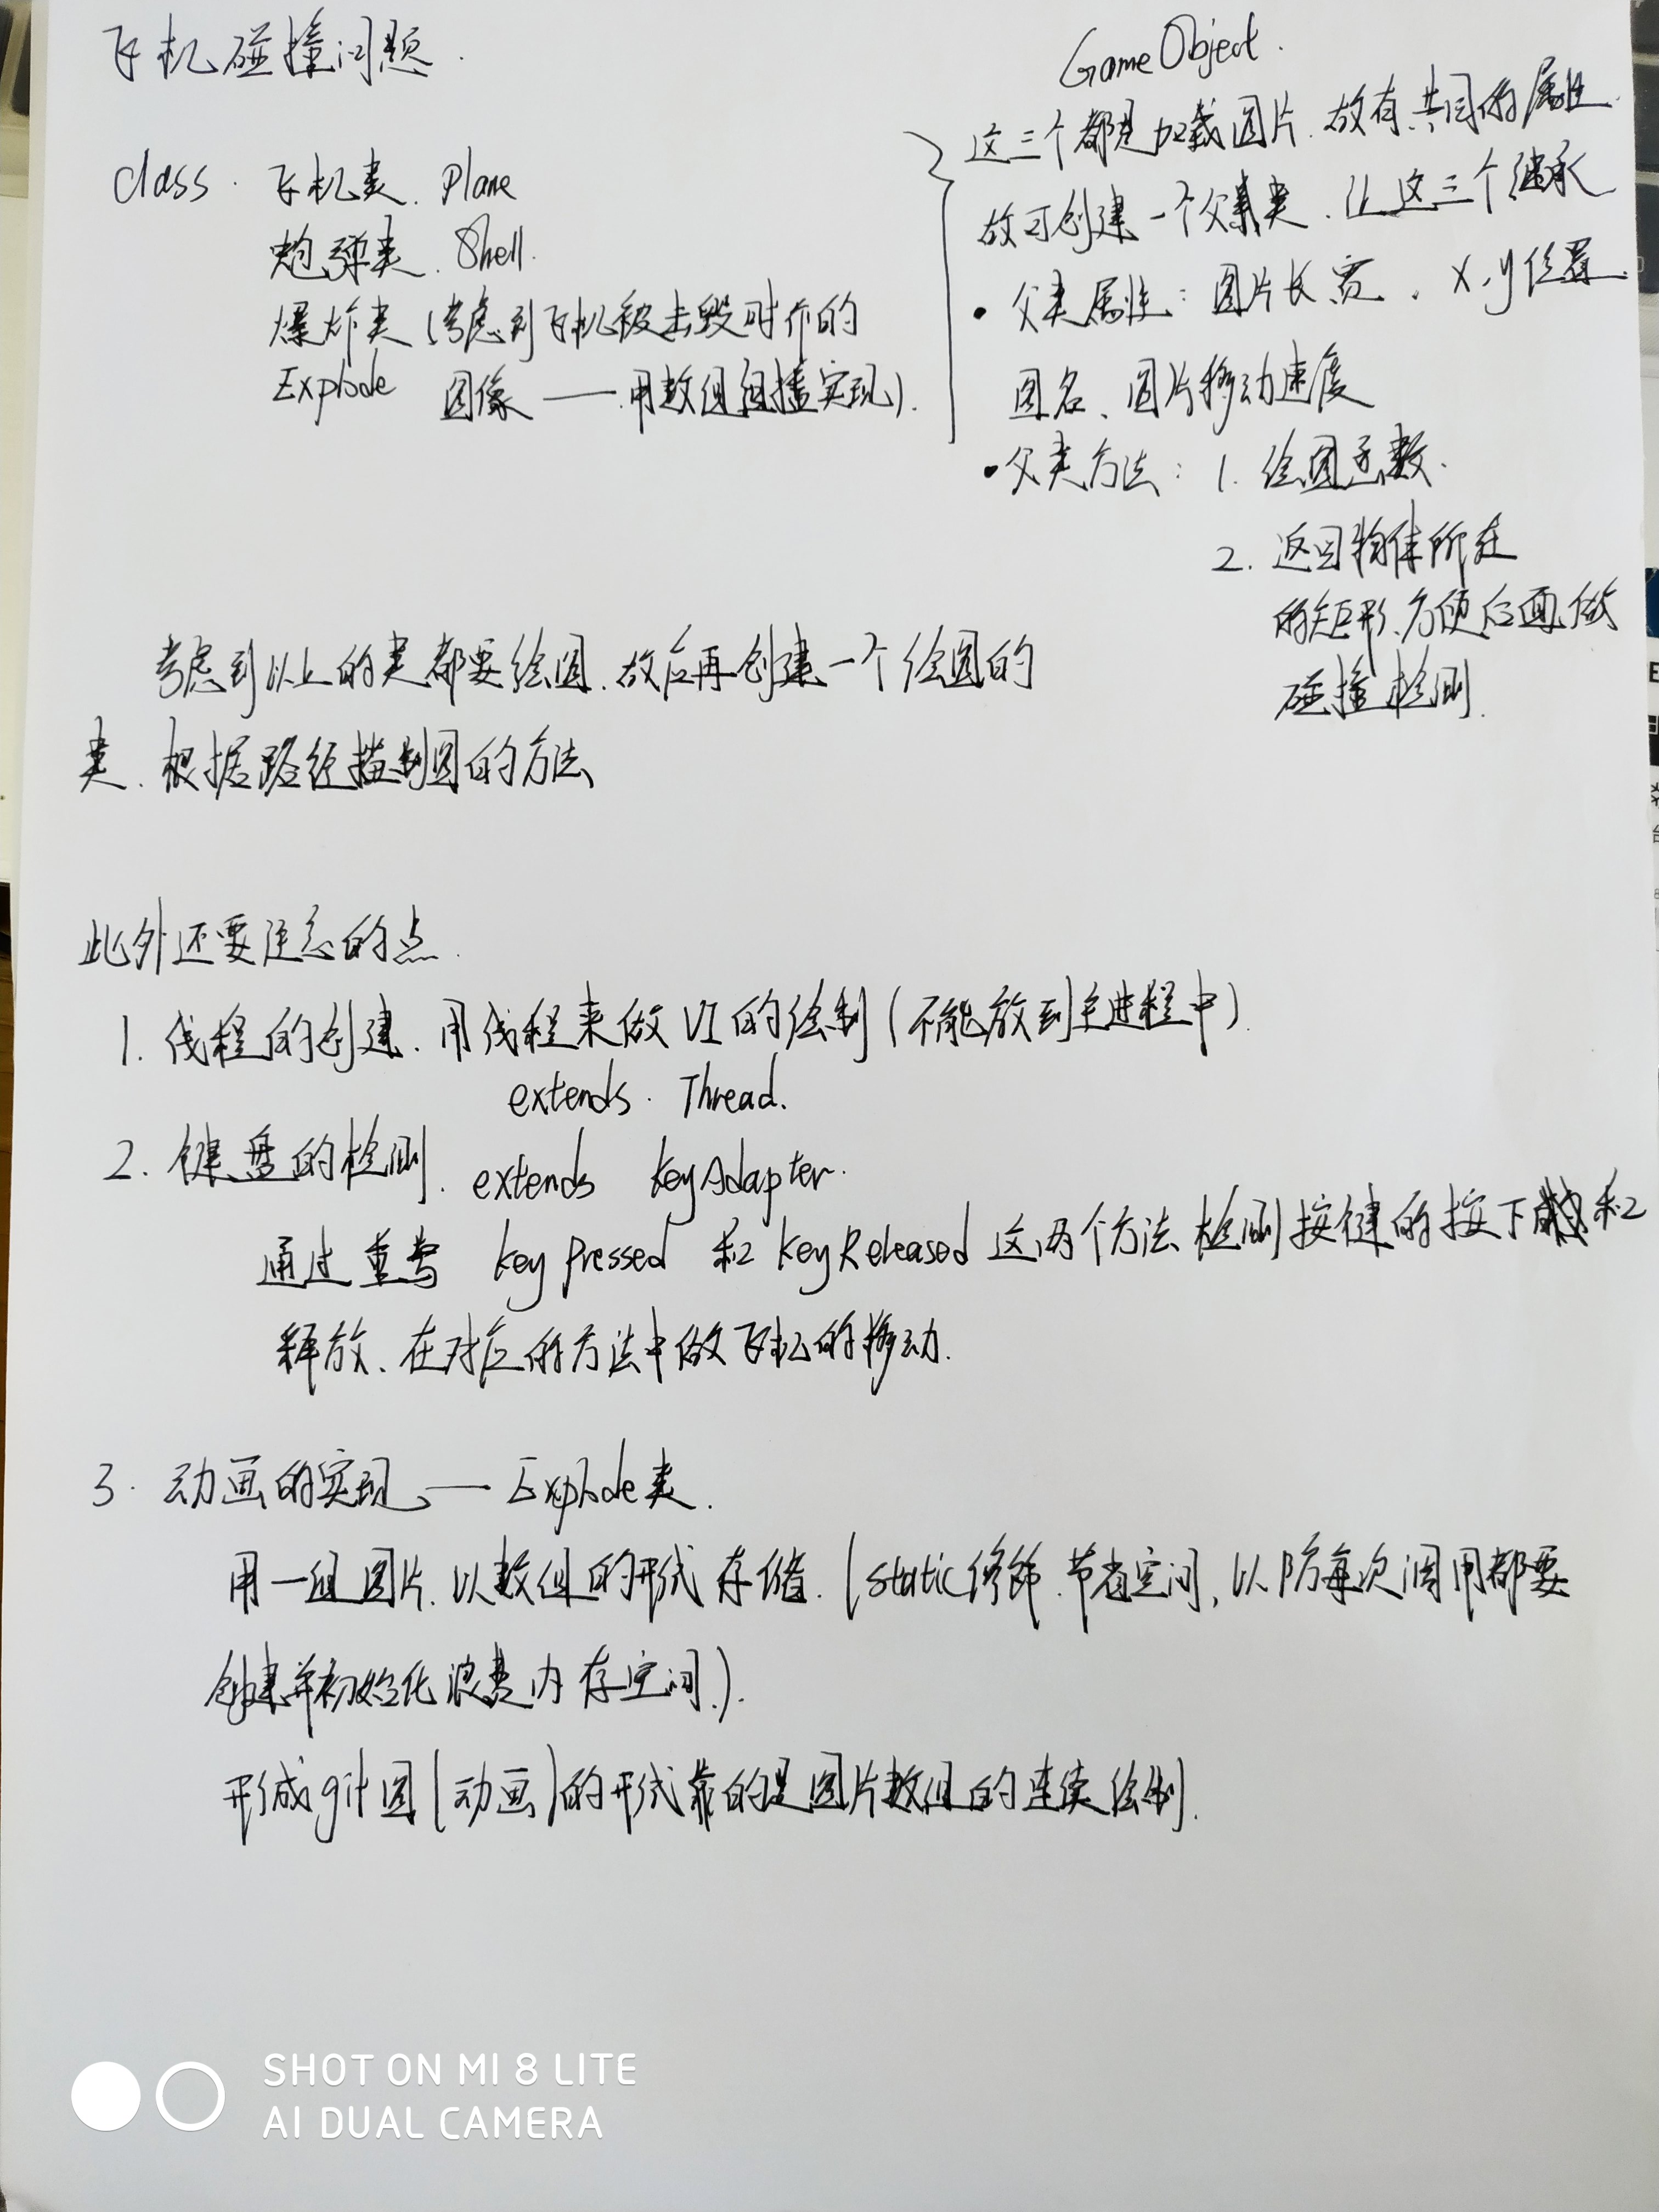 飞机碰撞问题.
class. 飞机类. Plane
炮弹类. Shell.
爆炸类(考虑到飞机被击毁时作的
Explode 图像——用数组组播实现).
GameObject.
这三个都是加载图片.故有共同的属性.
故可创建一个父类.让这三个继承
• 父类属性:图片长宽、x,y位置.
图名、图片移动速度
•父类方法: 1. 绘图函数.
2. 返回物体所在
的矩形.方便后面做
碰撞检测.
考虑到以上的类都要绘图.故应再创建一个绘图的
类.根据路径描制图的方法
此外还要注意的点.
1. 线程的创建.用线程来做UI的绘制(不能放到主进程中).
extends. Thread.
2. 键盘的检测. extends keyAdapter.
通过重写 keyPressed 和 keyReleased 这两个方法检测按键的按下和
释放、在对应的方法中做飞机的移动.
3. 动画的实现——Explode类.
用一组图片.以数组的形式存储.(static修饰.节省空间,以防每次调用都要
创建并初始化浪费内存空间.).
形成gif图(动画)的形式靠的是图片数组的连续绘制.
SHOT ON MI 8 LITE
AI DUAL CAMERA